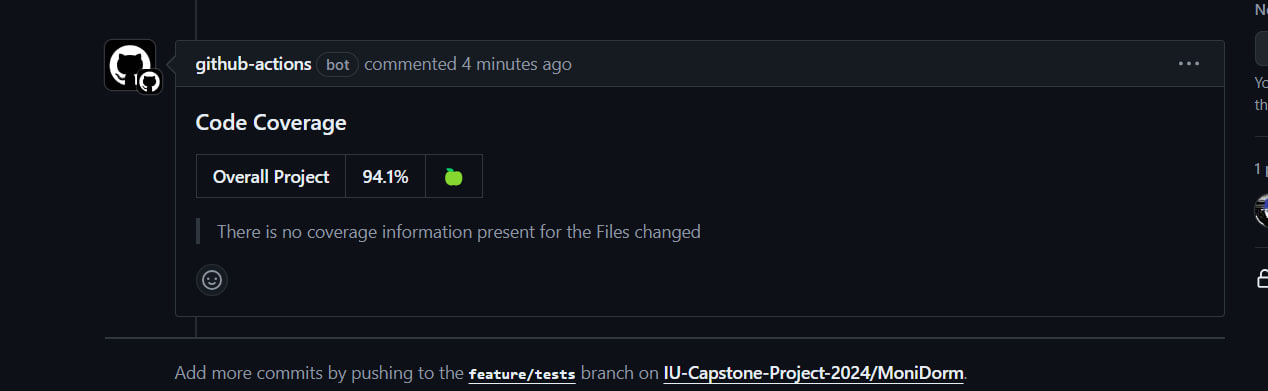 github-actions bot commented 4 minutes ago
Code Coverage
Overall Project 94.1%
There is no coverage information present for the Files changed
Add more commits by pushing to the feature/tests branch on IU-Capstone-Project-2024/MoniDorm.
1